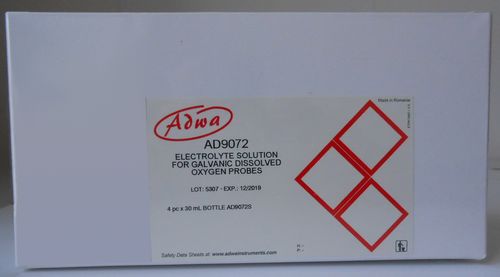 Made in Romania
Adwa
AD9072
ELECTROLYTE SOLUTION
FOR GALVANIC DISSOLVED
OXYGEN PROBES
LOT: 5307 - EXP.: 12/2019
4 pc x 30 mL BOTTLE AD9072S
H: -
P: -
Safety Data Sheets at: www.adwainstruments.com